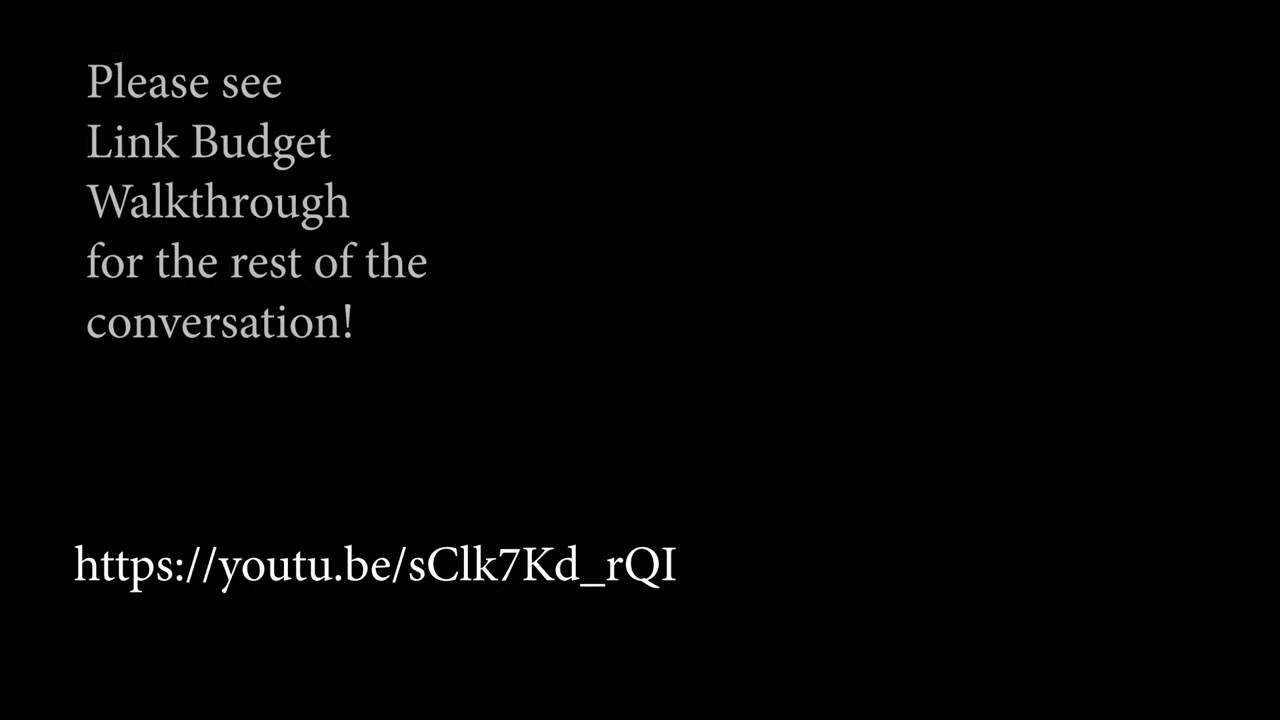 Please see
Link Budget
Walkthrough
for the rest of the
conversation!
https://youtu.be/sClk7Kd_rQI